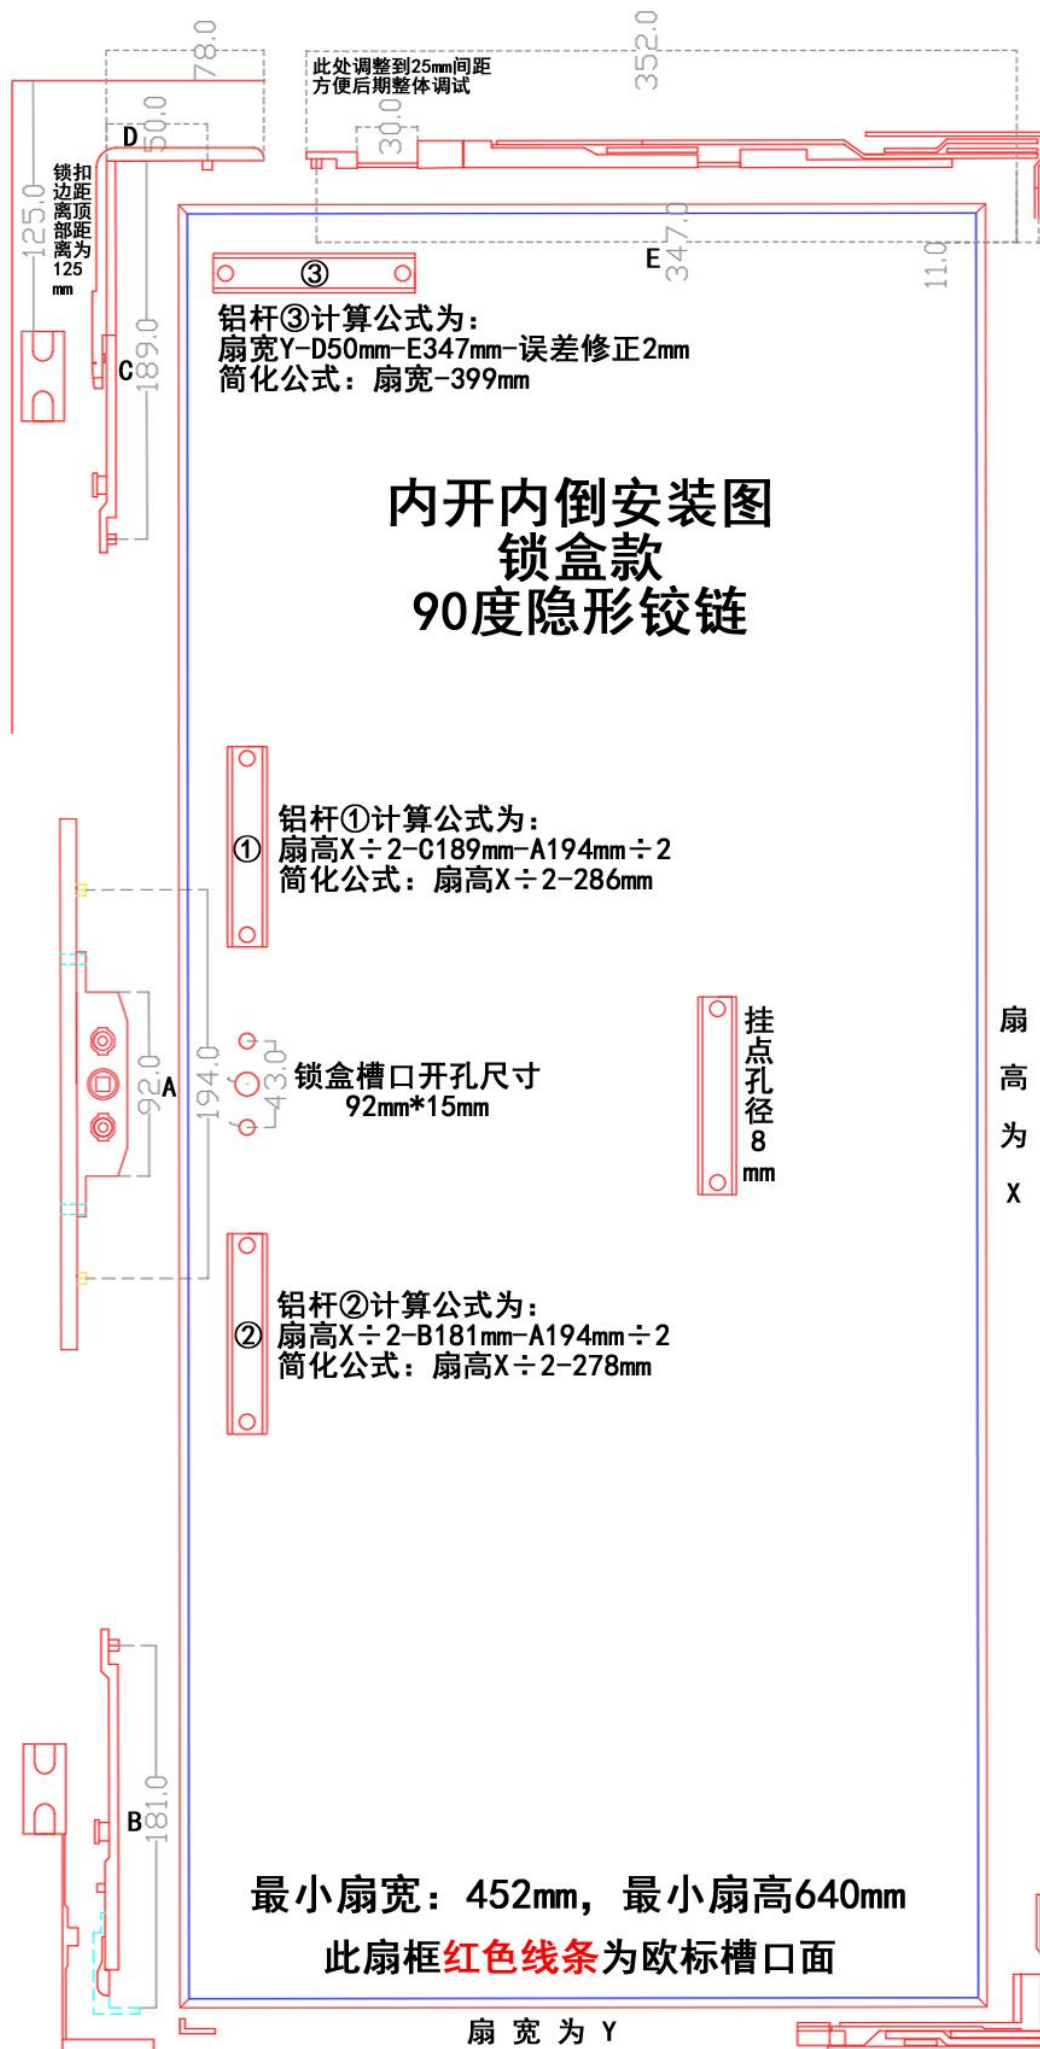 78.0
352.0
此处调整到25mm间距
方便后期整体调试
D
50.0
30.0
125.0
锁扣
边距
离顶
部距
离为
125
mm
347.0
E
11.0
③
铝杆③计算公式为：
扇宽Y-D50mm-E347mm-误差修正2mm
简化公式：扇宽-399mm
C
189.0
内开内倒安装图
锁盒款
90度隐形铰链
①
铝杆①计算公式为：
扇高X÷2-C189mm-A194mm÷2
简化公式：扇高X÷2-286mm
92.0
A
194.0
43.0
锁盒槽口开孔尺寸
92mm*15mm
挂
点
孔
径
8
mm
扇
高
为
X
②
铝杆②计算公式为：
扇高X÷2-B181mm-A194mm÷2
简化公式：扇高X÷2-278mm
B
181.0
最小扇宽：452mm，最小扇高640mm
此扇框红色线条为欧标槽口面
扇宽为Y